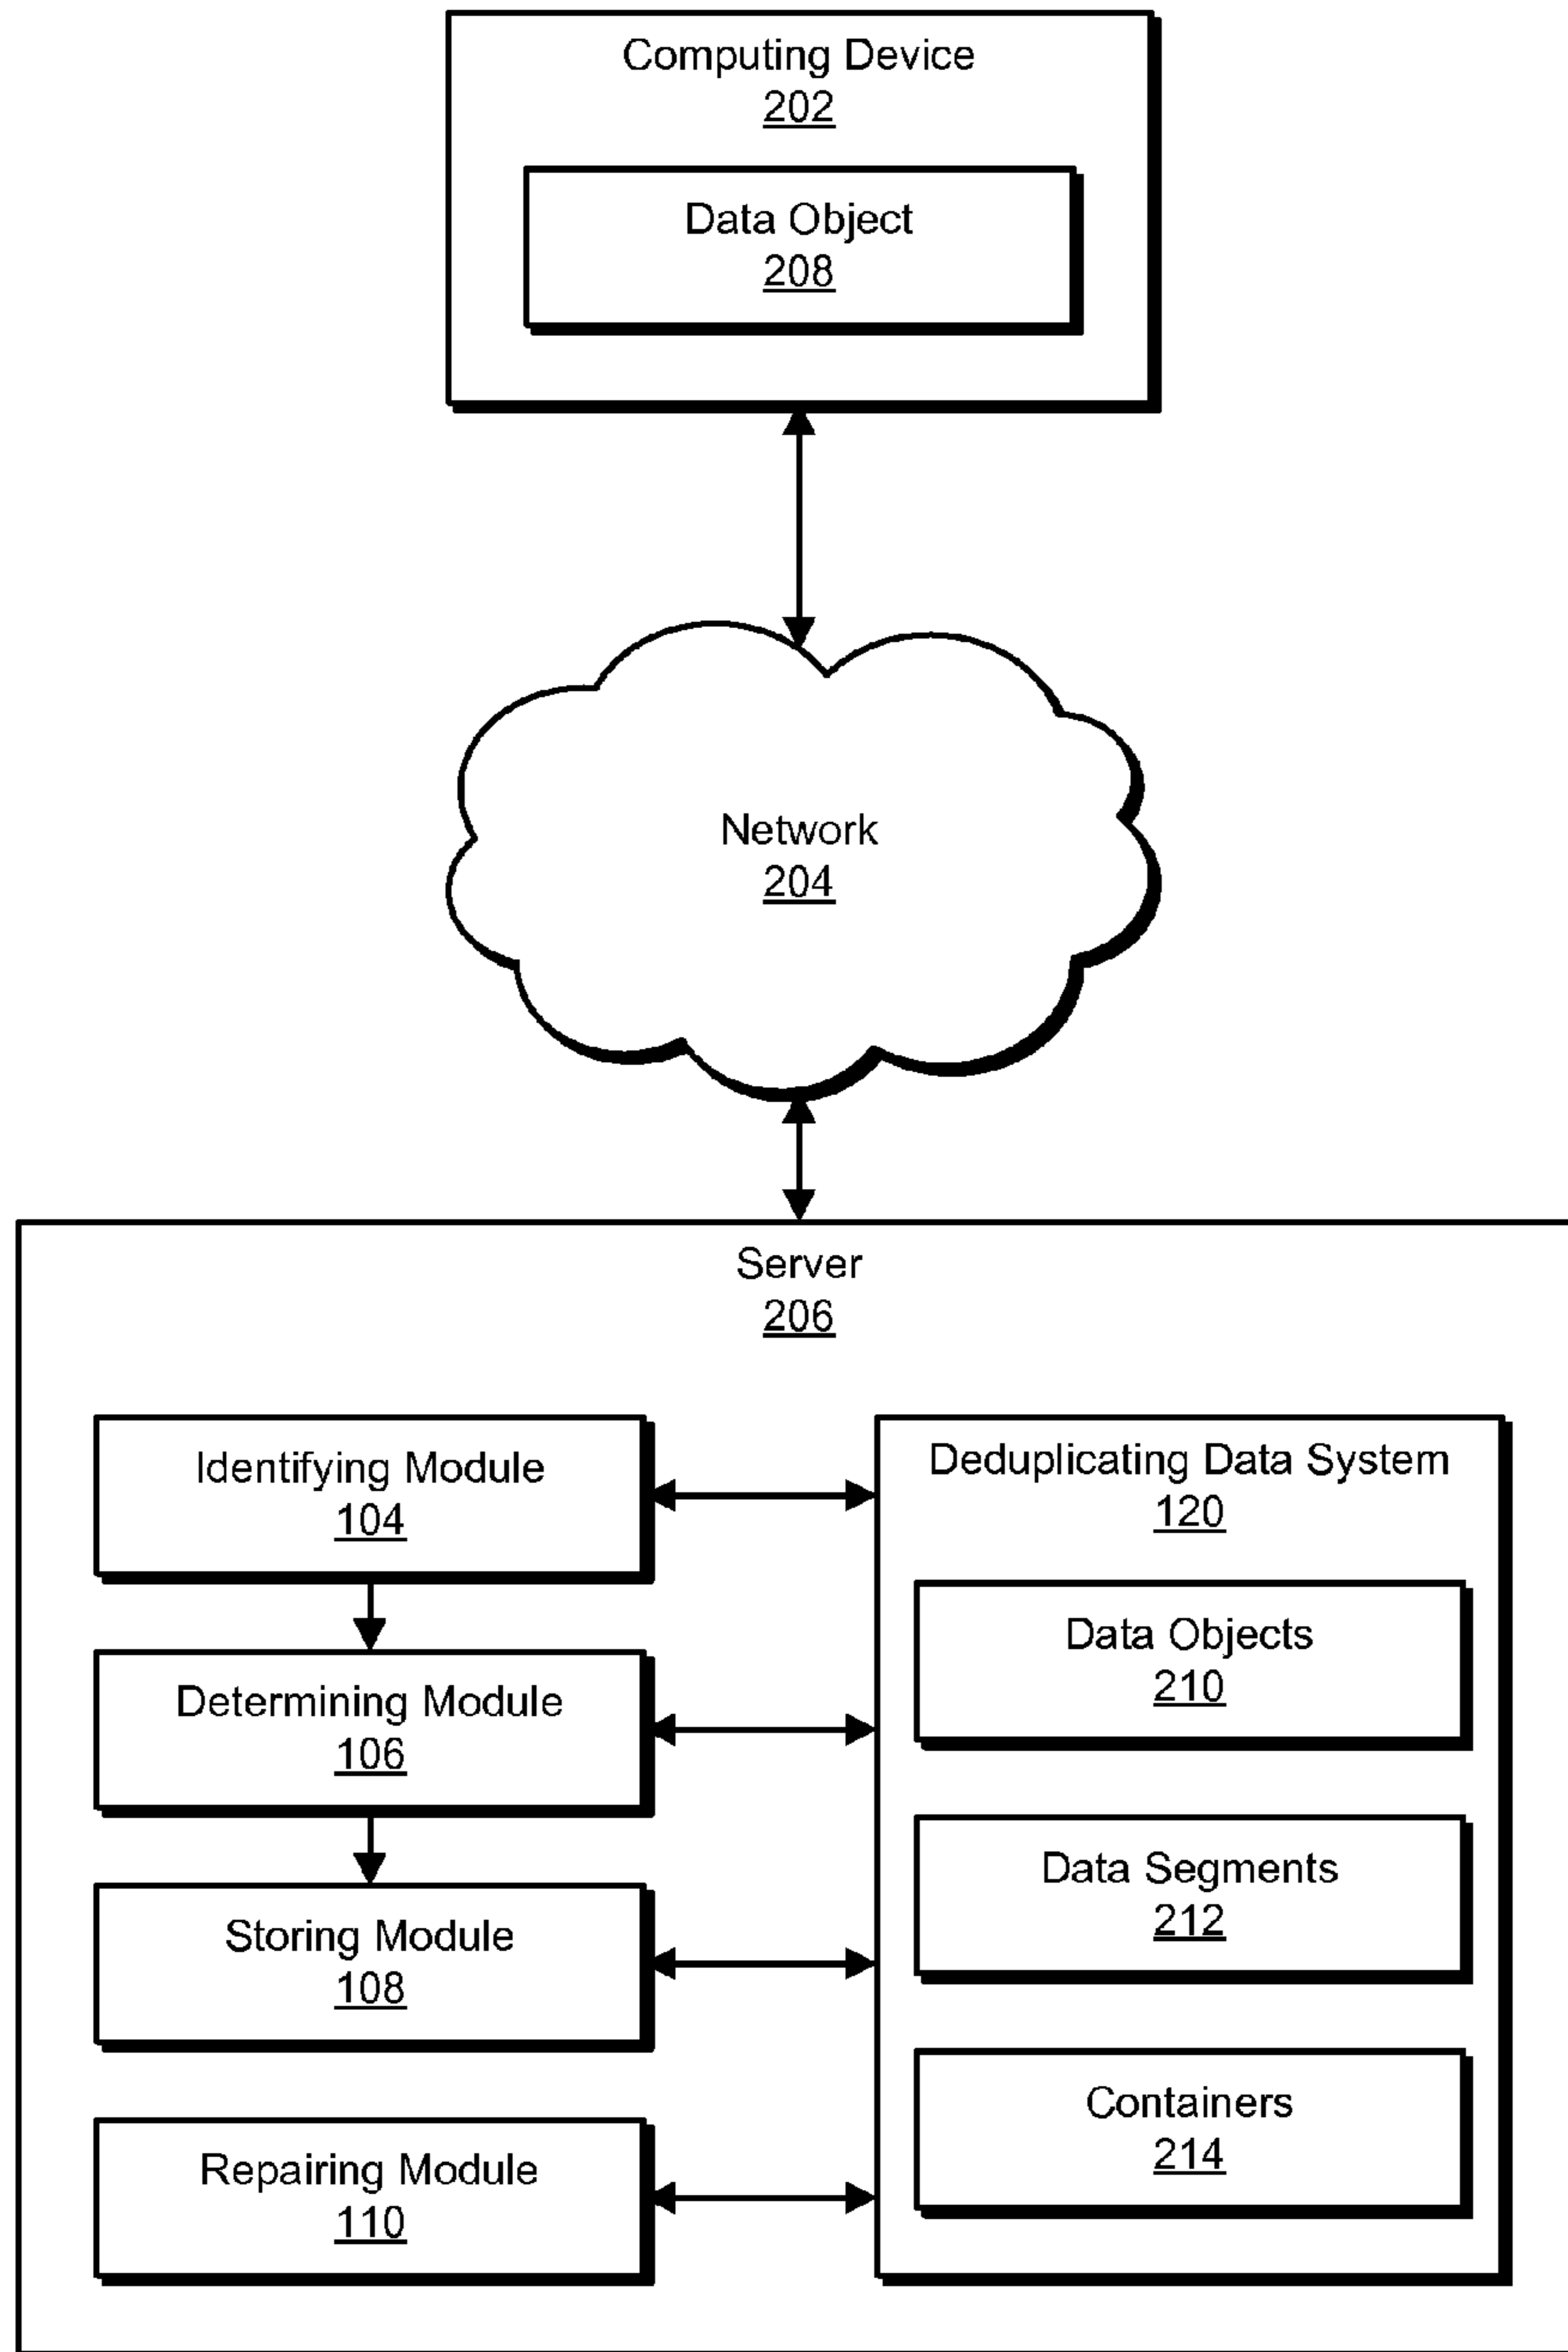 Computing Device
202
Data Object
208
Network
204
Server
206
Identifying Module
104
Determining Module
106
Storing Module
108
Repairing Module
110
Deduplicating Data System
120
Data Objects
210
Data Segments
212
Containers
214